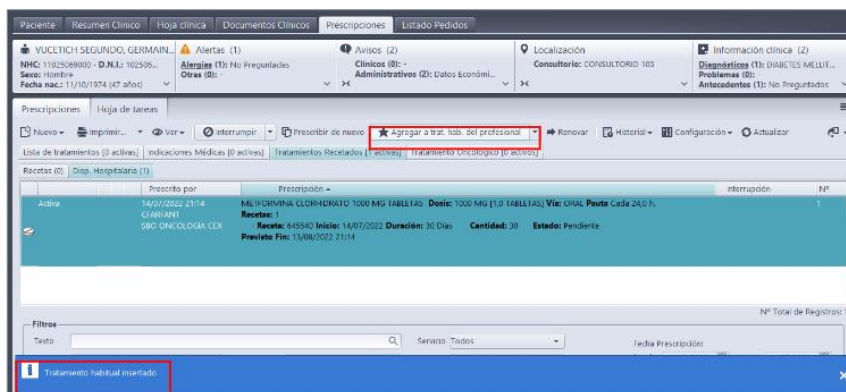 Paciente Resumen Clínico Hoja clínica Documentos Clínicos Prescripciones Listado Pedidos
VUCETICH SEGUNDO, GERMAIN... Alertas (1) Avisos (2) Localización Información clínica (2)
NHC: 11025069000 - D.N.I.: 102506... Alergias (1): No Preguntadas Clínicos (0): - Consultorio: CONSULTORIO 105 Diagnósticos (1): DIABETES MELLIT...
Sexo: Hombre Otras (0): Administrativos (2): Datos Económi... Problemas (0): -
Fecha nac.: 11/10/1974 (47 años) Antecedentes (1): No Preguntados
Prescripciones Hoja de tareas
Nuevo Imprimir... Ver Interrumpir Prescribir de nuevo Agregar a trat. hab. del profesional Renovar Historial Configuración Actualizar
Lista de tratamientos [0 activas] Indicaciones Médicas [0 activas] Tratamientos Recetados [1 activas] Tratamiento Oncológico [0 activos]
Recetas (0) Disp. Hospitalaria (1)
Prescrito por Prescripción Interrupción Nº
Activa 14/07/2022 21:14 METFORMINA CLORHIDRATO 1000 MG TABLETAS Dosis: 1000 MG [1,0 TABLETAS] Vía: ORAL Pauta Cada 24,0 h. 1
CFARFANT Recetas: 1
SBO ONCOLOGIA CEX - Receta: 645540 Inicio: 14/07/2022 Duración: 30 Días Cantidad: 30 Estado: Pendiente
Previsto Fin: 13/08/2022 21:14
Nº Total de Registros:
Filtros
Texto Servicio Todos Fecha Prescripción:
Tratamiento habitual insertado